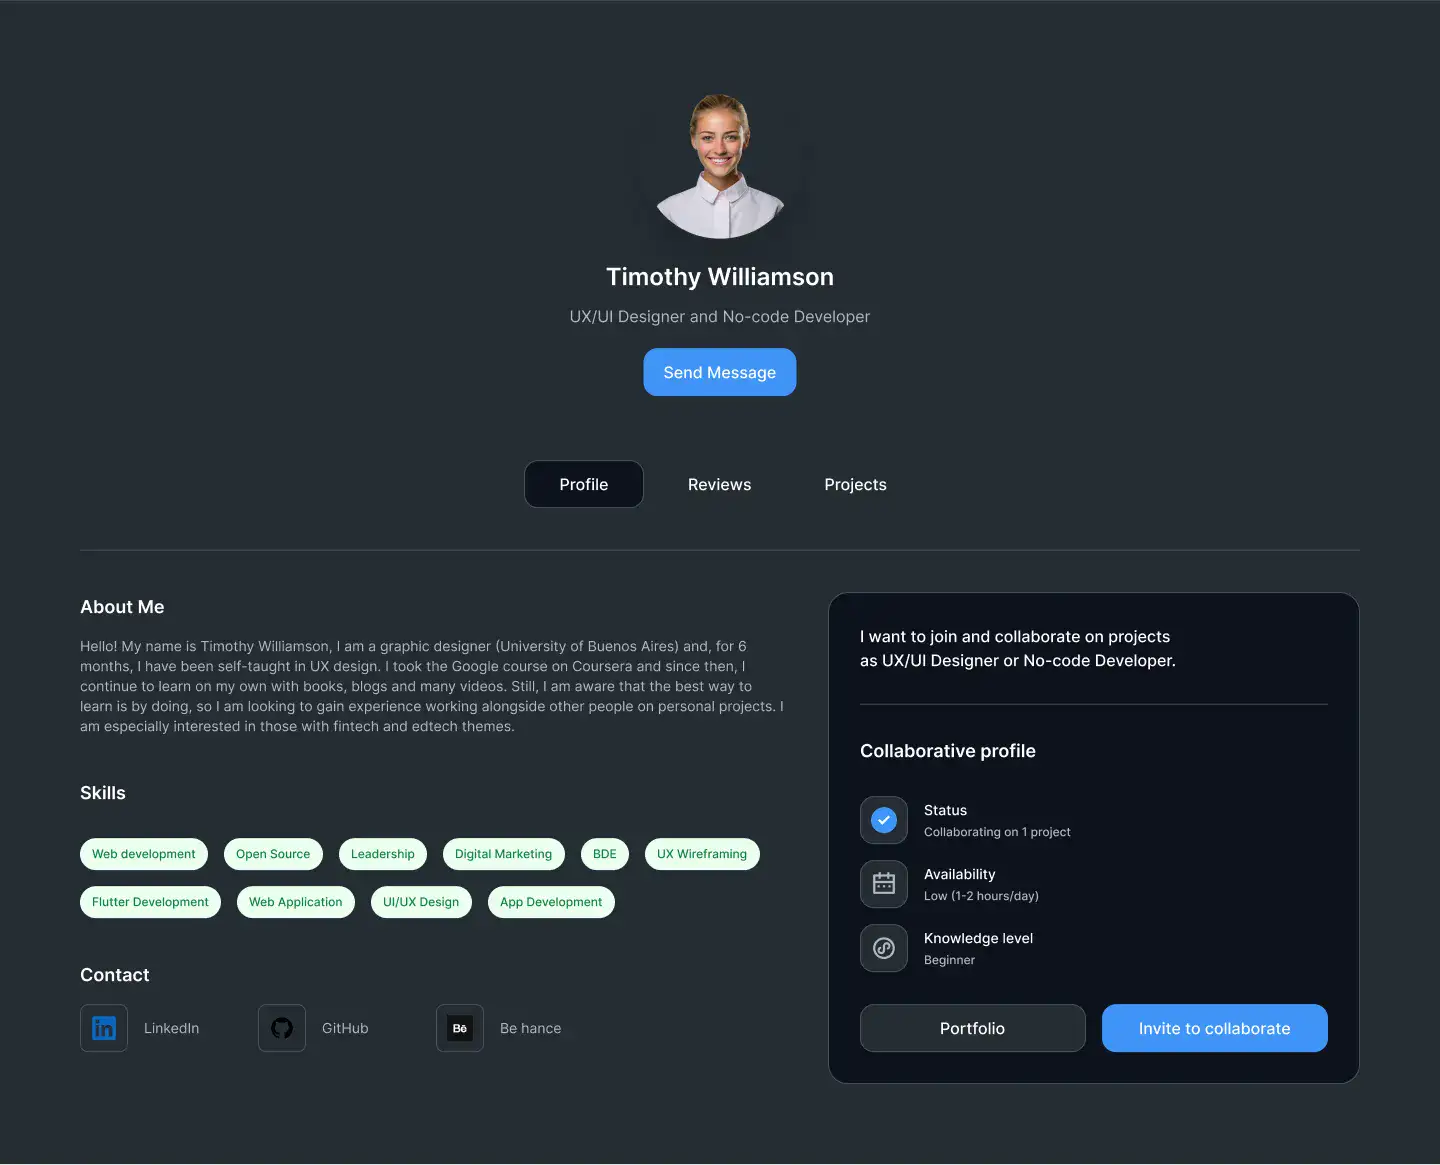 Timothy Williamson
UX/UI Designer and No-code Developer
Send Message
Profile
Reviews
Projects
About Me
Hello! My name is Timothy Williamson, I am a graphic designer (University of Buenos Aires) and, for 6
months, I have been self-taught in UX design. I took the Google course on Coursera and since then, I
continue to learn on my own with books, blogs and many videos. Still, I am aware that the best way to
learn is by doing, so I am looking to gain experience working alongside other people on personal projects. I
am especially interested in those with fintech and edtech themes.
Skills
Web development
Open Source
Leadership
Digital Marketing
BDE
UX Wireframing
Flutter Development
Web Application
UI/UX Design
App Development
Contact
in
LinkedIn
GitHub
Bē
Be hance
I want to join and collaborate on projects
as UX/UI Designer or No-code Developer.
Collaborative profile
Status
Collaborating on 1 project
Availability
Low (1-2 hours/day)
Knowledge level
Beginner
Portfolio
Invite to collaborate